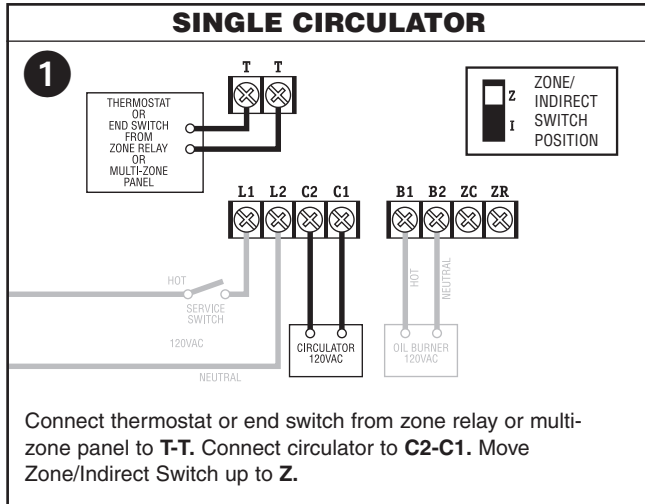 SINGLE CIRCULATOR
1
T T
THERMOSTAT
OR
END SWITCH
FROM
ZONE RELAY
OR
MULTI-ZONE
PANEL
Z
I
ZONE/
INDIRECT
SWITCH
POSITION
L1 L2 C2 C1
B1 B2 ZC ZR
HOT
SERVICE
SWITCH
120VAC
NEUTRAL
CIRCULATOR
120VAC
HOT
NEUTRAL
OIL BURNER
120VAC
Connect thermostat or end switch from zone relay or multi-
zone panel to T-T. Connect circulator to C2-C1. Move
Zone/Indirect Switch up to Z.